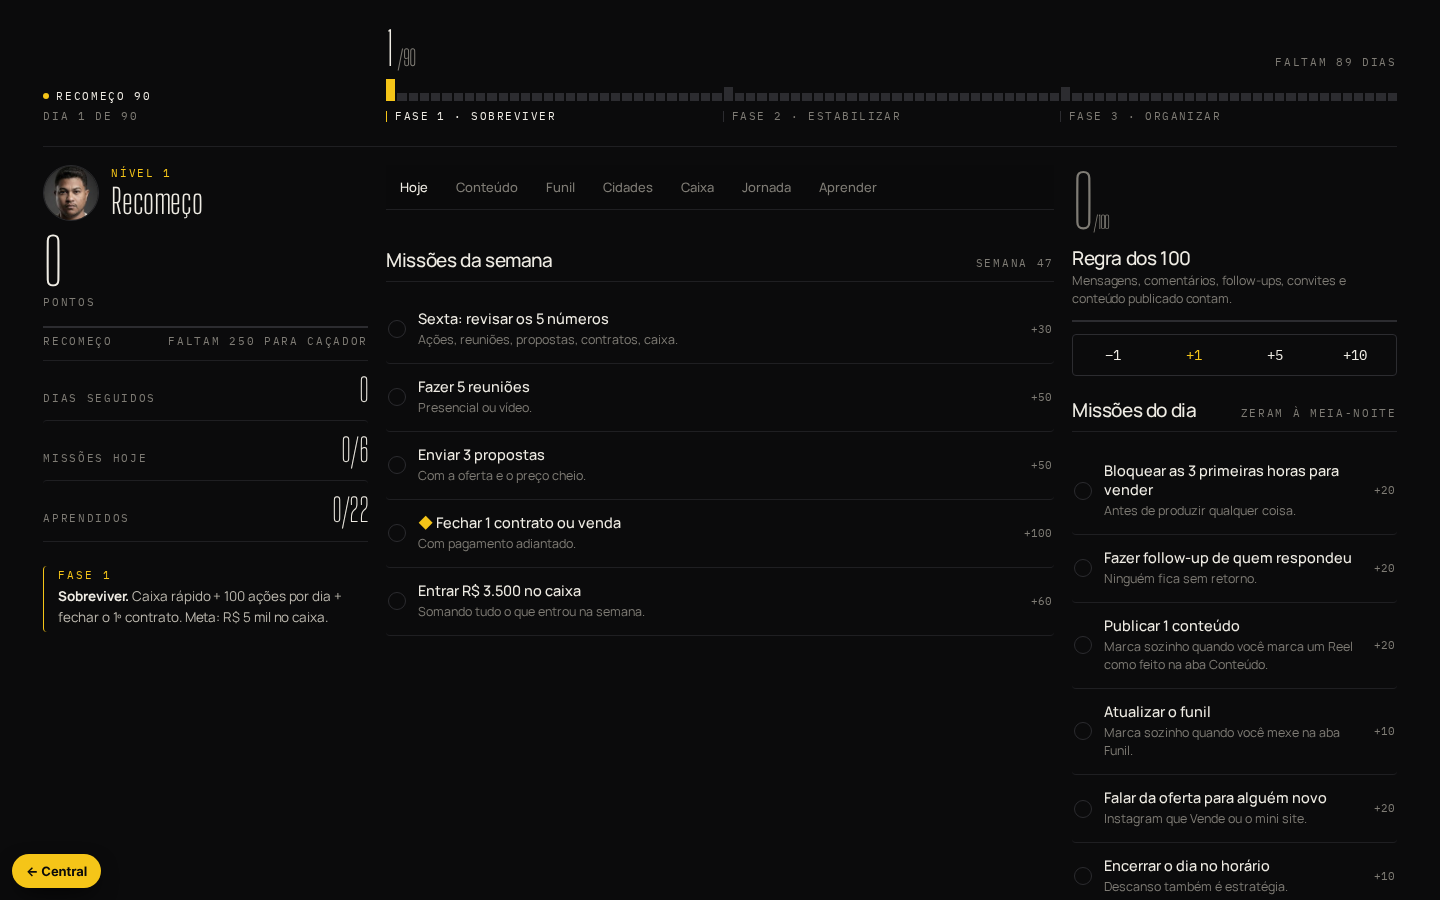 1/90
FALTAM 89 DIAS
RECOMEÇO 90
DIA 1 DE 90
FASE 1 · SOBREVIVER
FASE 2 · ESTABILIZAR
FASE 3 · ORGANIZAR
NÍVEL 1
Recomeço
0
PONTOS
RECOMEÇO
FALTAM 250 PARA CAÇADOR
DIAS SEGUIDOS
0
MISSÕES HOJE
0/6
APRENDIDOS
0/22
FASE 1
Sobreviver. Caixa rápido + 100 ações por dia +
fechar o 1º contrato. Meta: R$ 5 mil no caixa.
← Central
Hoje
Conteúdo
Funil
Cidades
Caixa
Jornada
Aprender
Missões da semana
SEMANA 47
Sexta: revisar os 5 números
Ações, reuniões, propostas, contratos, caixa.
+30
Fazer 5 reuniões
Presencial ou vídeo.
+50
Enviar 3 propostas
Com a oferta e o preço cheio.
+50
Fechar 1 contrato ou venda
Com pagamento adiantado.
+100
Entrar R$ 3.500 no caixa
Somando tudo o que entrou na semana.
+60
0/100
Regra dos 100
Mensagens, comentários, follow-ups, convites e
conteúdo publicado contam.
−1
+1
+5
+10
Missões do dia
ZERAM À MEIA-NOITE
Bloquear as 3 primeiras horas para
vender
Antes de produzir qualquer coisa.
+20
Fazer follow-up de quem respondeu
Ninguém fica sem retorno.
+20
Publicar 1 conteúdo
Marca sozinho quando você marca um Reel
como feito na aba Conteúdo.
+20
Atualizar o funil
Marca sozinho quando você mexe na aba
Funil.
+10
Falar da oferta para alguém novo
Instagram que Vende ou o mini site.
+20
Encerrar o dia no horário
Descanso também é estratégia.
+10